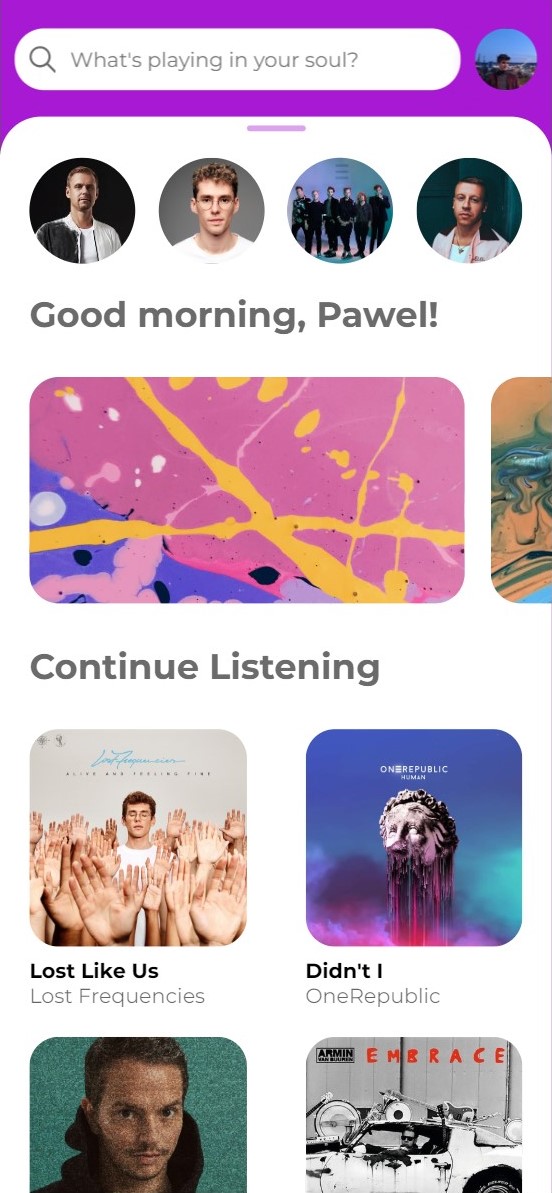 What's playing in your soul?
Good morning, Pawel!
Continue Listening
Lost Frequencies
ALIVE AND FEELING FINE
ONEREPUBLIC
HUMAN
Lost Like Us
Lost Frequencies
Didn't I
OneRepublic
ARMIN
VAN BUUREN
EMBRACE